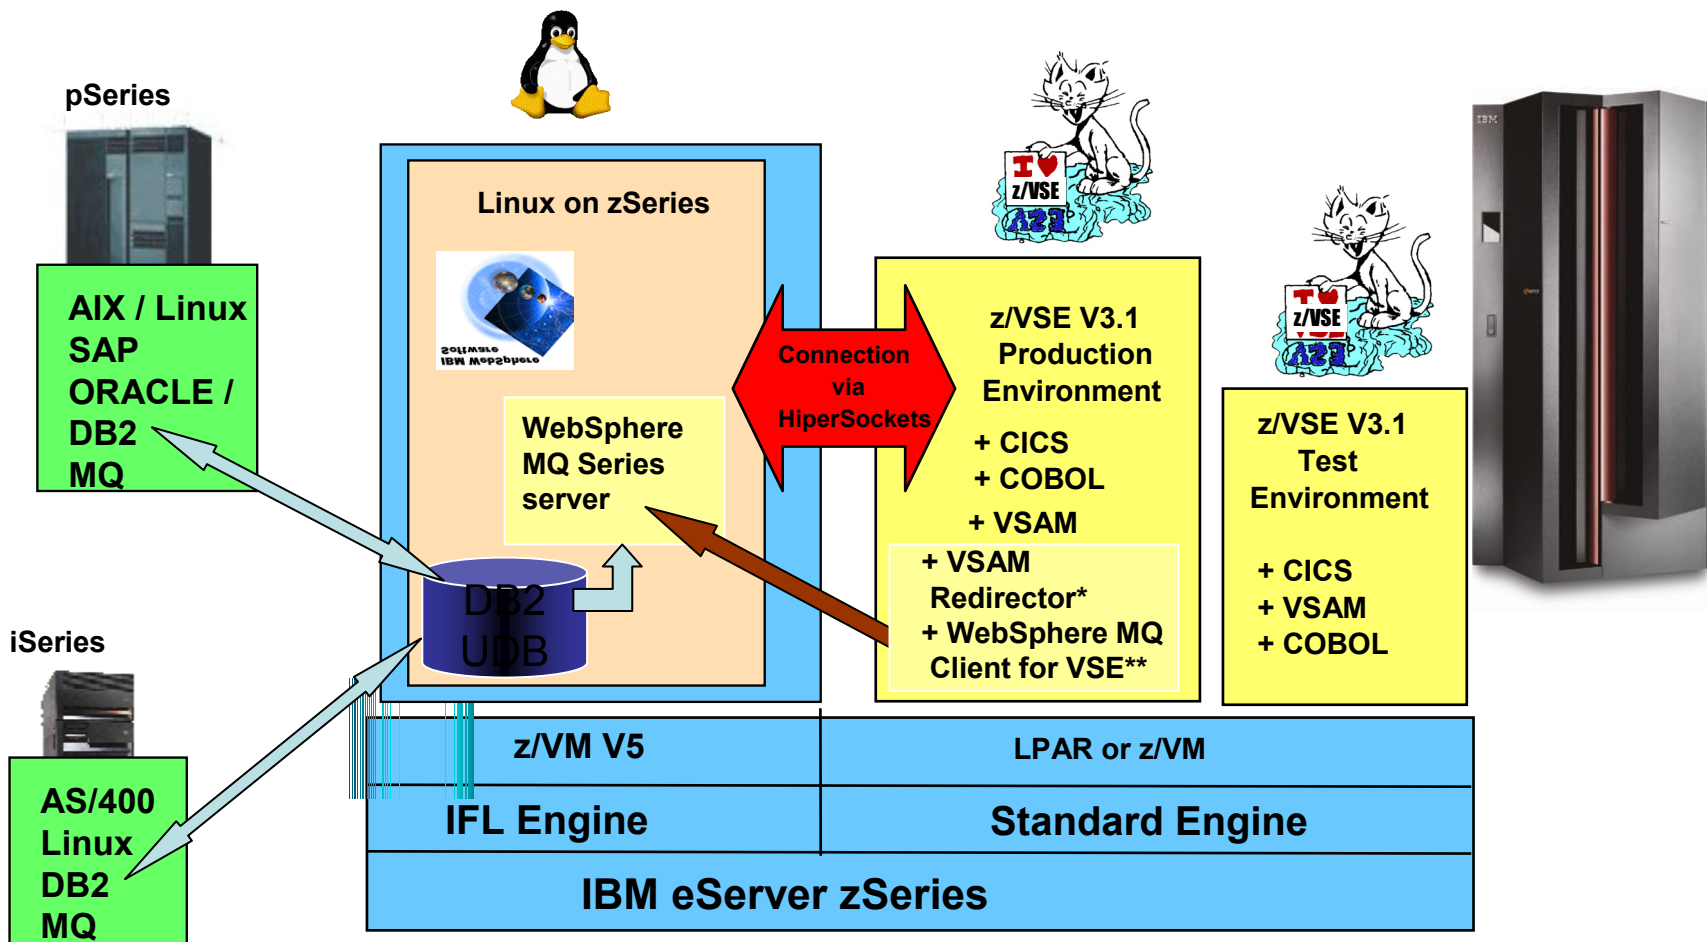 pSeries
AIX / Linux
SAP
ORACLE /
DB2
MQ
iSeries
AS/400
Linux
DB2
MQ
Linux on zSeries
Software
IBM WebSphere
WebSphere
MQ Series
server
DB2
UDB
Connection
via
HiperSockets
I ♥
z/VSE
z/VSE V3.1
Production
Environment
+ CICS
+ COBOL
+ VSAM
+ VSAM
Redirector*
+ WebSphere MQ
Client for VSE**
z/VSE
z/VSE V3.1
Test
Environment
+ CICS
+ VSAM
+ COBOL
IBM
z/VM V5
LPAR or z/VM
IFL Engine
Standard Engine
IBM eServer zSeries